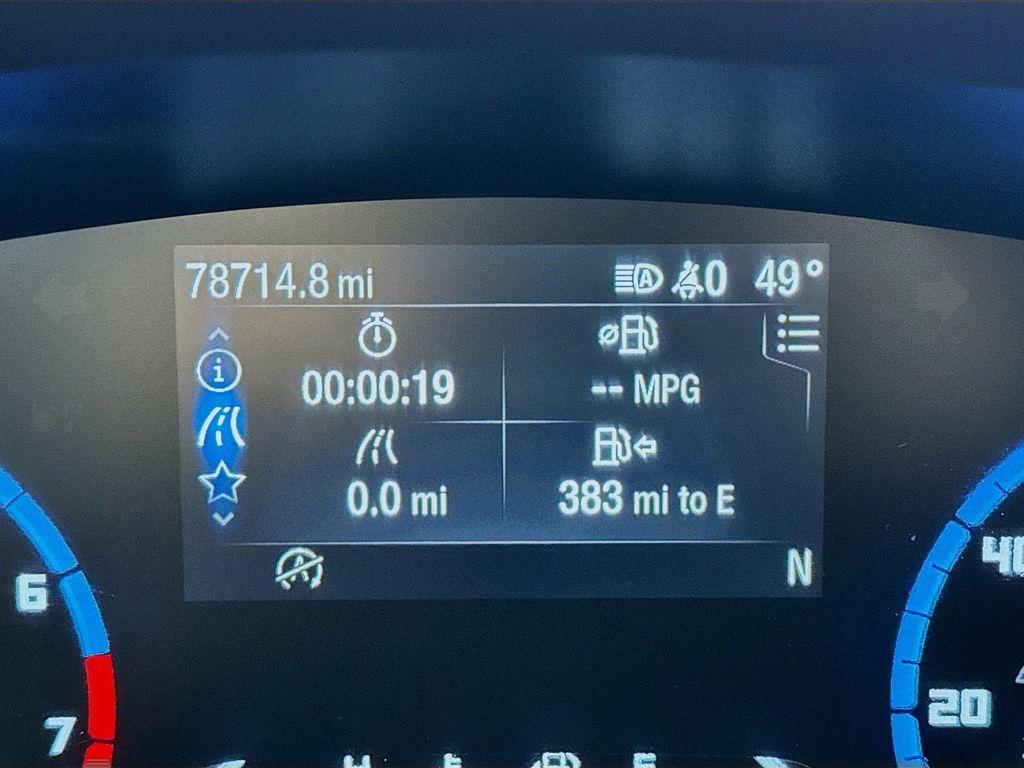 78714.8 mi A 0 49°
i
00:00:19 -- MPG
0.0 mi 383 mi to E
A N
6 40
7 20